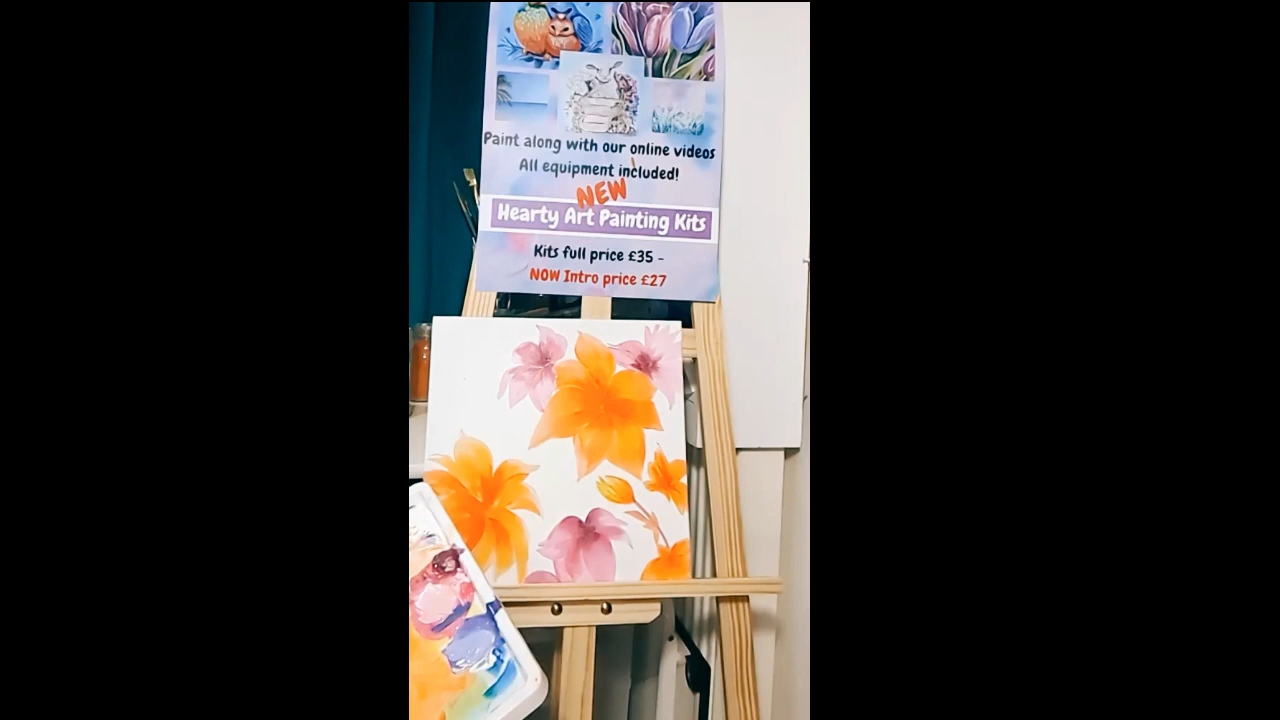 Paint along with our online videos
All equipment included!
NEW
Hearty Art Painting Kits
Kits full price £35 -
NOW Intro price £27